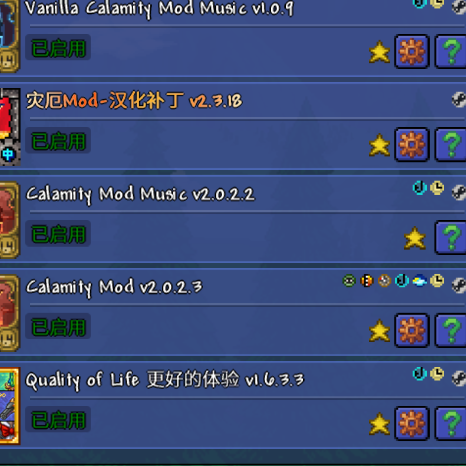 Vanilla Calamity Mod Music v1.0.9
已启用
灾厄Mod-汉化补丁 v2.3.18
中
已启用
Calamity Mod Music v2.0.2.2
已启用
Calamity Mod v2.0.2.3
已启用
Quality of Life 更好的体验 v1.6.3.3
已启用